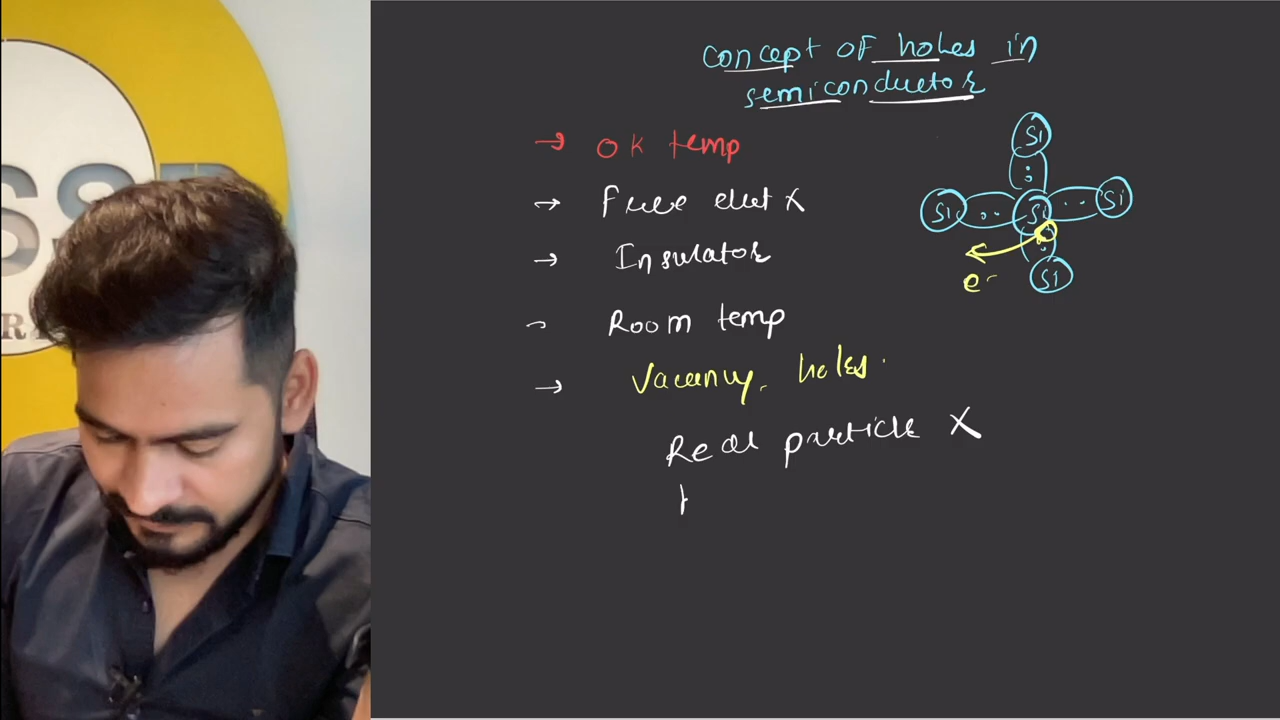 concept of holes in
semiconductor
→ 0K temp
→ Free elect X
→ Insulator
Room temp
→ Vacancy. holes.
Real particle X
Si
Si .. Si .. Si
e-
Si